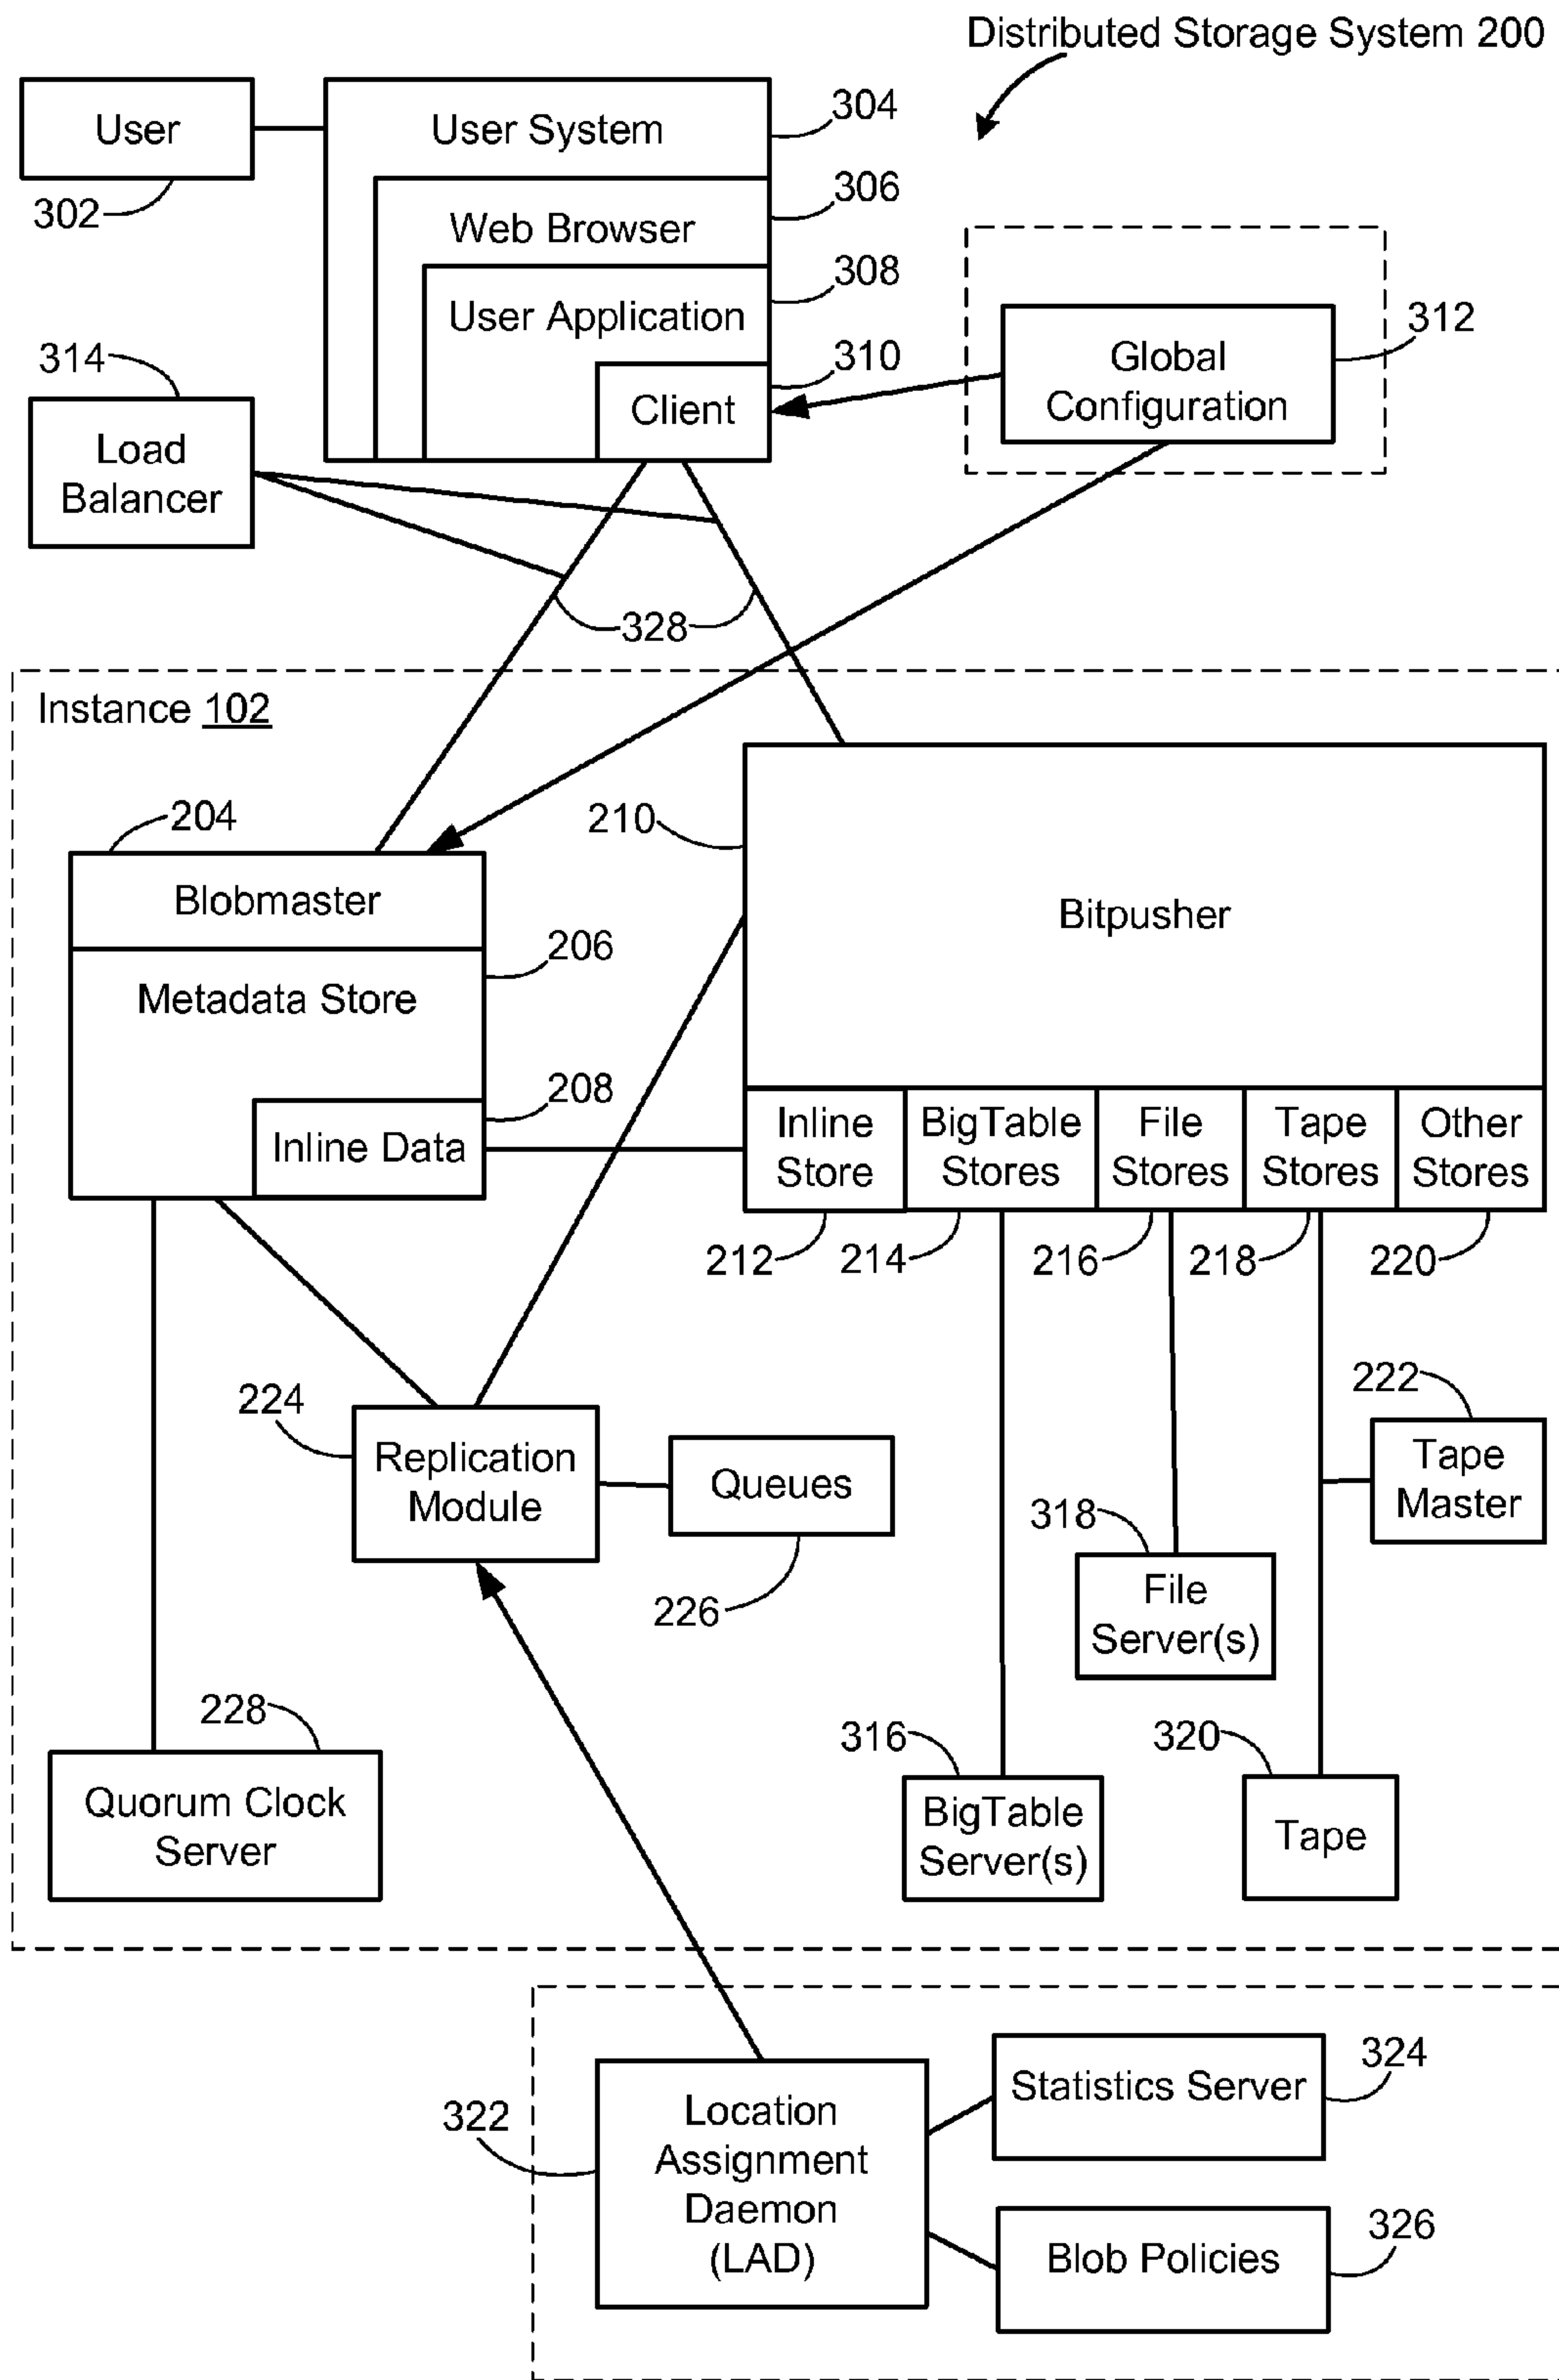 Distributed Storage System 200
User
302
User System
304
Web Browser
306
User Application
308
Client
310
Global
Configuration
312
314
Load
Balancer
328
Instance 102
204
Blobmaster
206
Metadata Store
208
Inline Data
210
Bitpusher
Inline
Store
BigTable
Stores
File
Stores
Tape
Stores
Other
Stores
212
214
216
218
220
224
Replication
Module
Queues
226
222
Tape
Master
318
File
Server(s)
228
Quorum Clock
Server
316
BigTable
Server(s)
320
Tape
322
Location
Assignment
Daemon
(LAD)
Statistics Server
324
Blob Policies
326